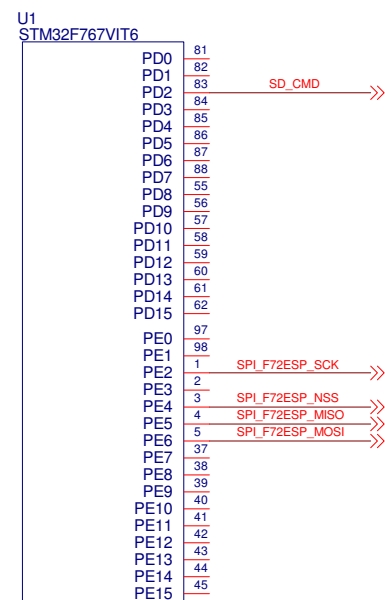 U1
STM32F767VIT6
PD0 81
PD1 82
PD2 83 SD_CMD
PD3 84
PD4 85
PD5 86
PD6 87
PD7 88
PD8 55
PD9 56
PD10 57
PD11 58
PD12 59
PD13 60
PD14 61
PD15 62
PE0 97
PE1 98
PE2 1 SPI_F72ESP_SCK
PE3 2
PE4 3 SPI_F72ESP_NSS
PE5 4 SPI_F72ESP_MISO
PE6 5 SPI_F72ESP_MOSI
PE7 37
PE8 38
PE9 39
PE10 40
PE11 41
PE12 42
PE13 43
PE14 44
PE15 45